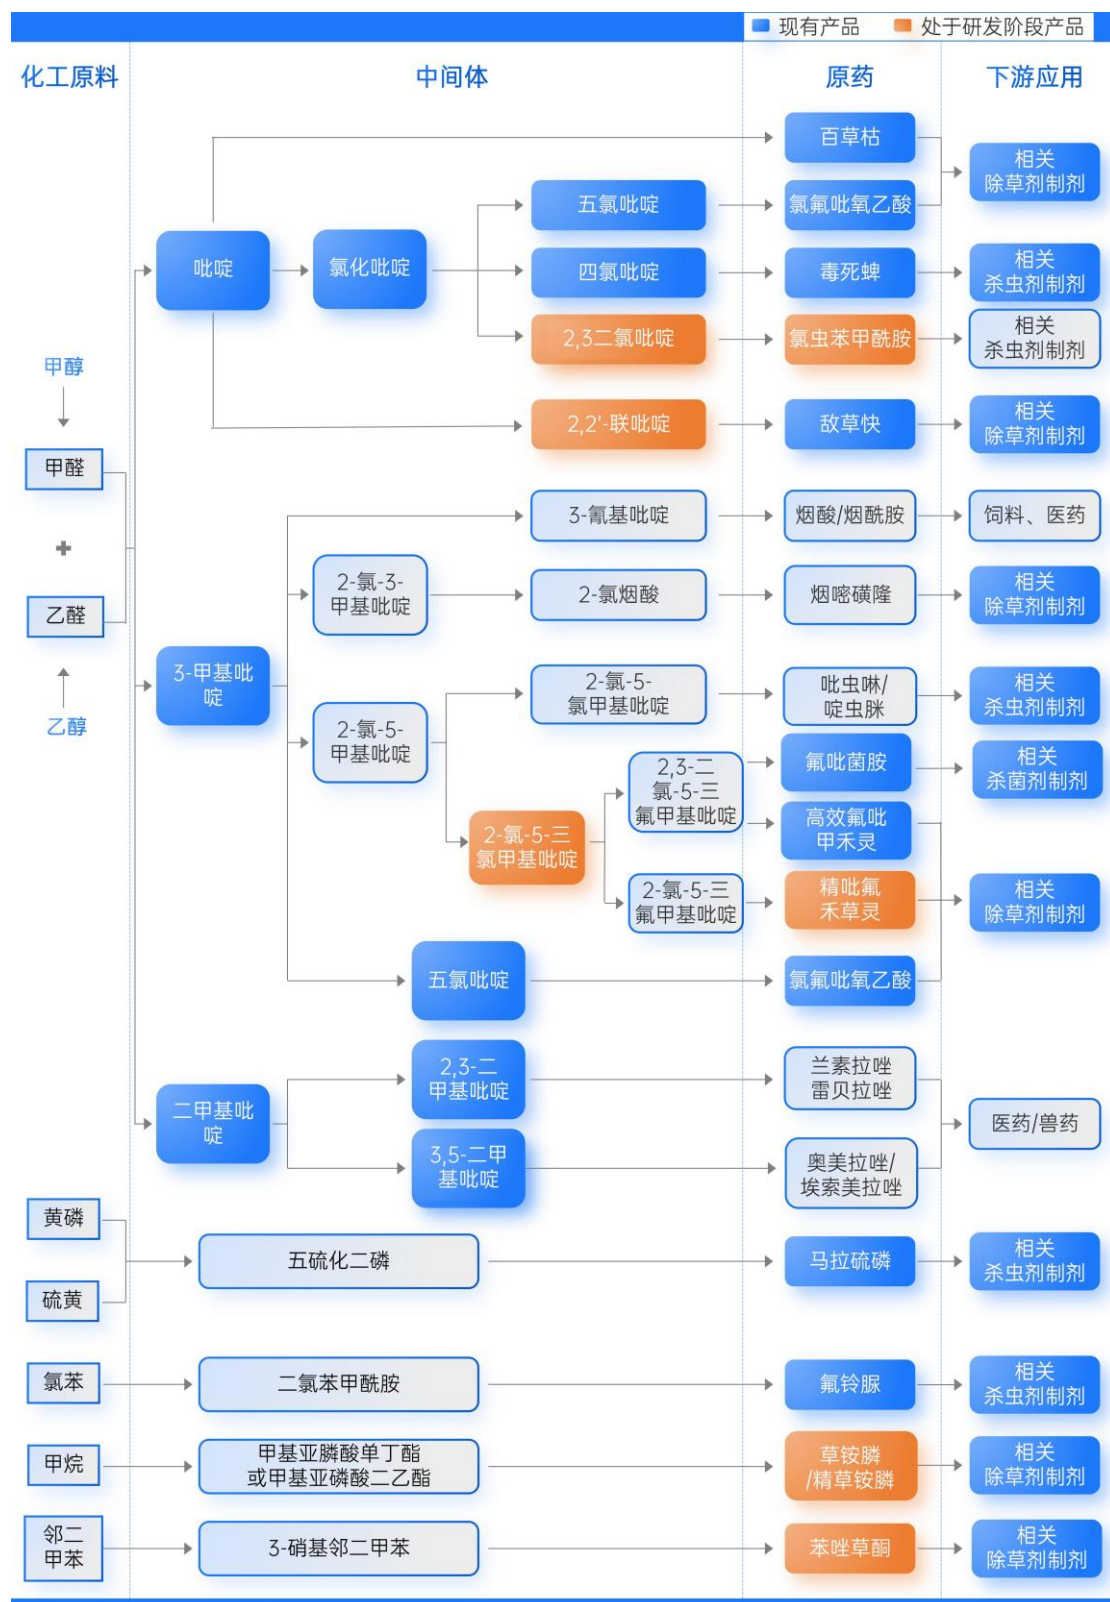 现有产品
处于研发阶段产品
化工原料
中间体
原药
下游应用
百草枯
相关
除草剂制剂
五氯吡啶
氯氟吡氧乙酸
吡啶
氯化吡啶
四氯吡啶
毒死蜱
相关
杀虫剂制剂
2,3二氯吡啶
氯虫苯甲酰胺
相关
杀虫剂制剂
甲醇
2,2'-联吡啶
敌草快
相关
除草剂制剂
甲醛
3-氰基吡啶
烟酸/烟酰胺
饲料、医药
乙醛
2-氯-3-
甲基吡啶
2-氯烟酸
烟嘧磺隆
相关
除草剂制剂
3-甲基吡
啶
乙醇
2-氯-5-
甲基吡啶
2-氯-5-
氯甲基吡啶
吡虫啉/
啶虫脒
相关
杀虫剂制剂
2,3-二
氯-5-三
氟甲基吡啶
氟吡菌胺
相关
杀菌剂制剂
2-氯-5-三
氯甲基吡啶
高效氟吡
甲禾灵
2-氯-5-三
氟甲基吡啶
精吡氟
禾草灵
相关
除草剂制剂
五氯吡啶
氯氟吡氧乙酸
2,3-二
甲基吡啶
兰素拉唑
雷贝拉唑
二甲基吡
啶
医药/兽药
3,5-二甲
基吡啶
奥美拉唑/
埃索美拉唑
黄磷
五硫化二磷
马拉硫磷
相关
杀虫剂制剂
硫黄
氯苯
二氯苯甲酰胺
氟铃脲
相关
杀虫剂制剂
甲烷
甲基亚膦酸单丁酯
或甲基亚磷酸二乙酯
草铵膦
/精草铵膦
相关
除草剂制剂
邻二
甲苯
3-硝基邻二甲苯
苯唑草酮
相关
除草剂制剂